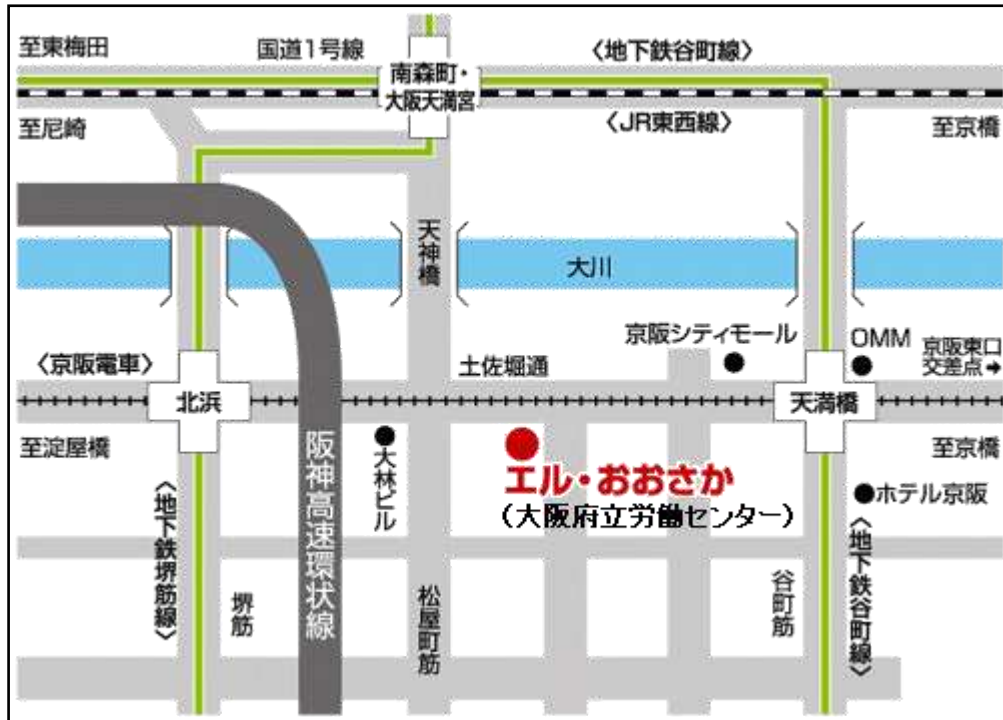 至東梅田
国道1号線
〈地下鉄谷町線〉
南森町・
大阪天満宮
至尼崎
〈JR東西線〉
至京橋
天神橋
大川
京阪シティモール
OMM
京阪東口
交差点➔
〈京阪電車〉
土佐堀通
北浜
天満橋
至淀屋橋
至京橋
大林ビル
エル・おおさか
(大阪府立労働センター)
ホテル京阪
〈地下鉄堺筋線〉
阪神高速環状線
堺筋
松屋町筋
谷町筋
〈地下鉄谷町線〉